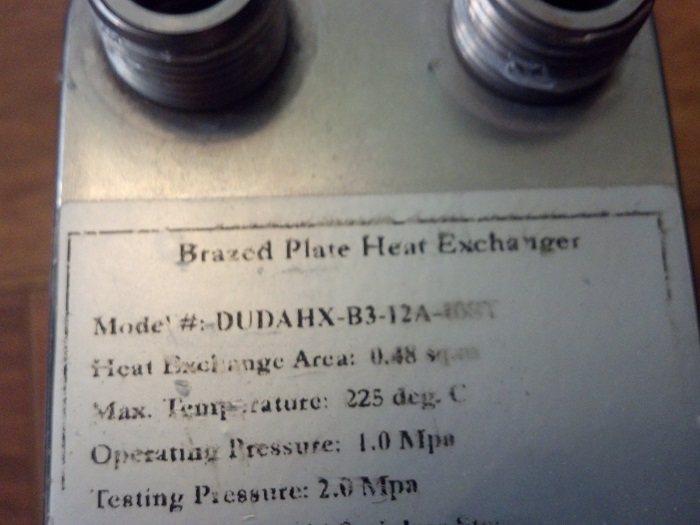 Brazed Plate Heat Exchanger
Model #:-DUDAHX-B3-12A-
Heat Exchange Area: 0.48
Max. Temperature: 225 deg. C
Operating Pressure: 1.0 Mpa
Testing Pressure: 2.0 Mpa